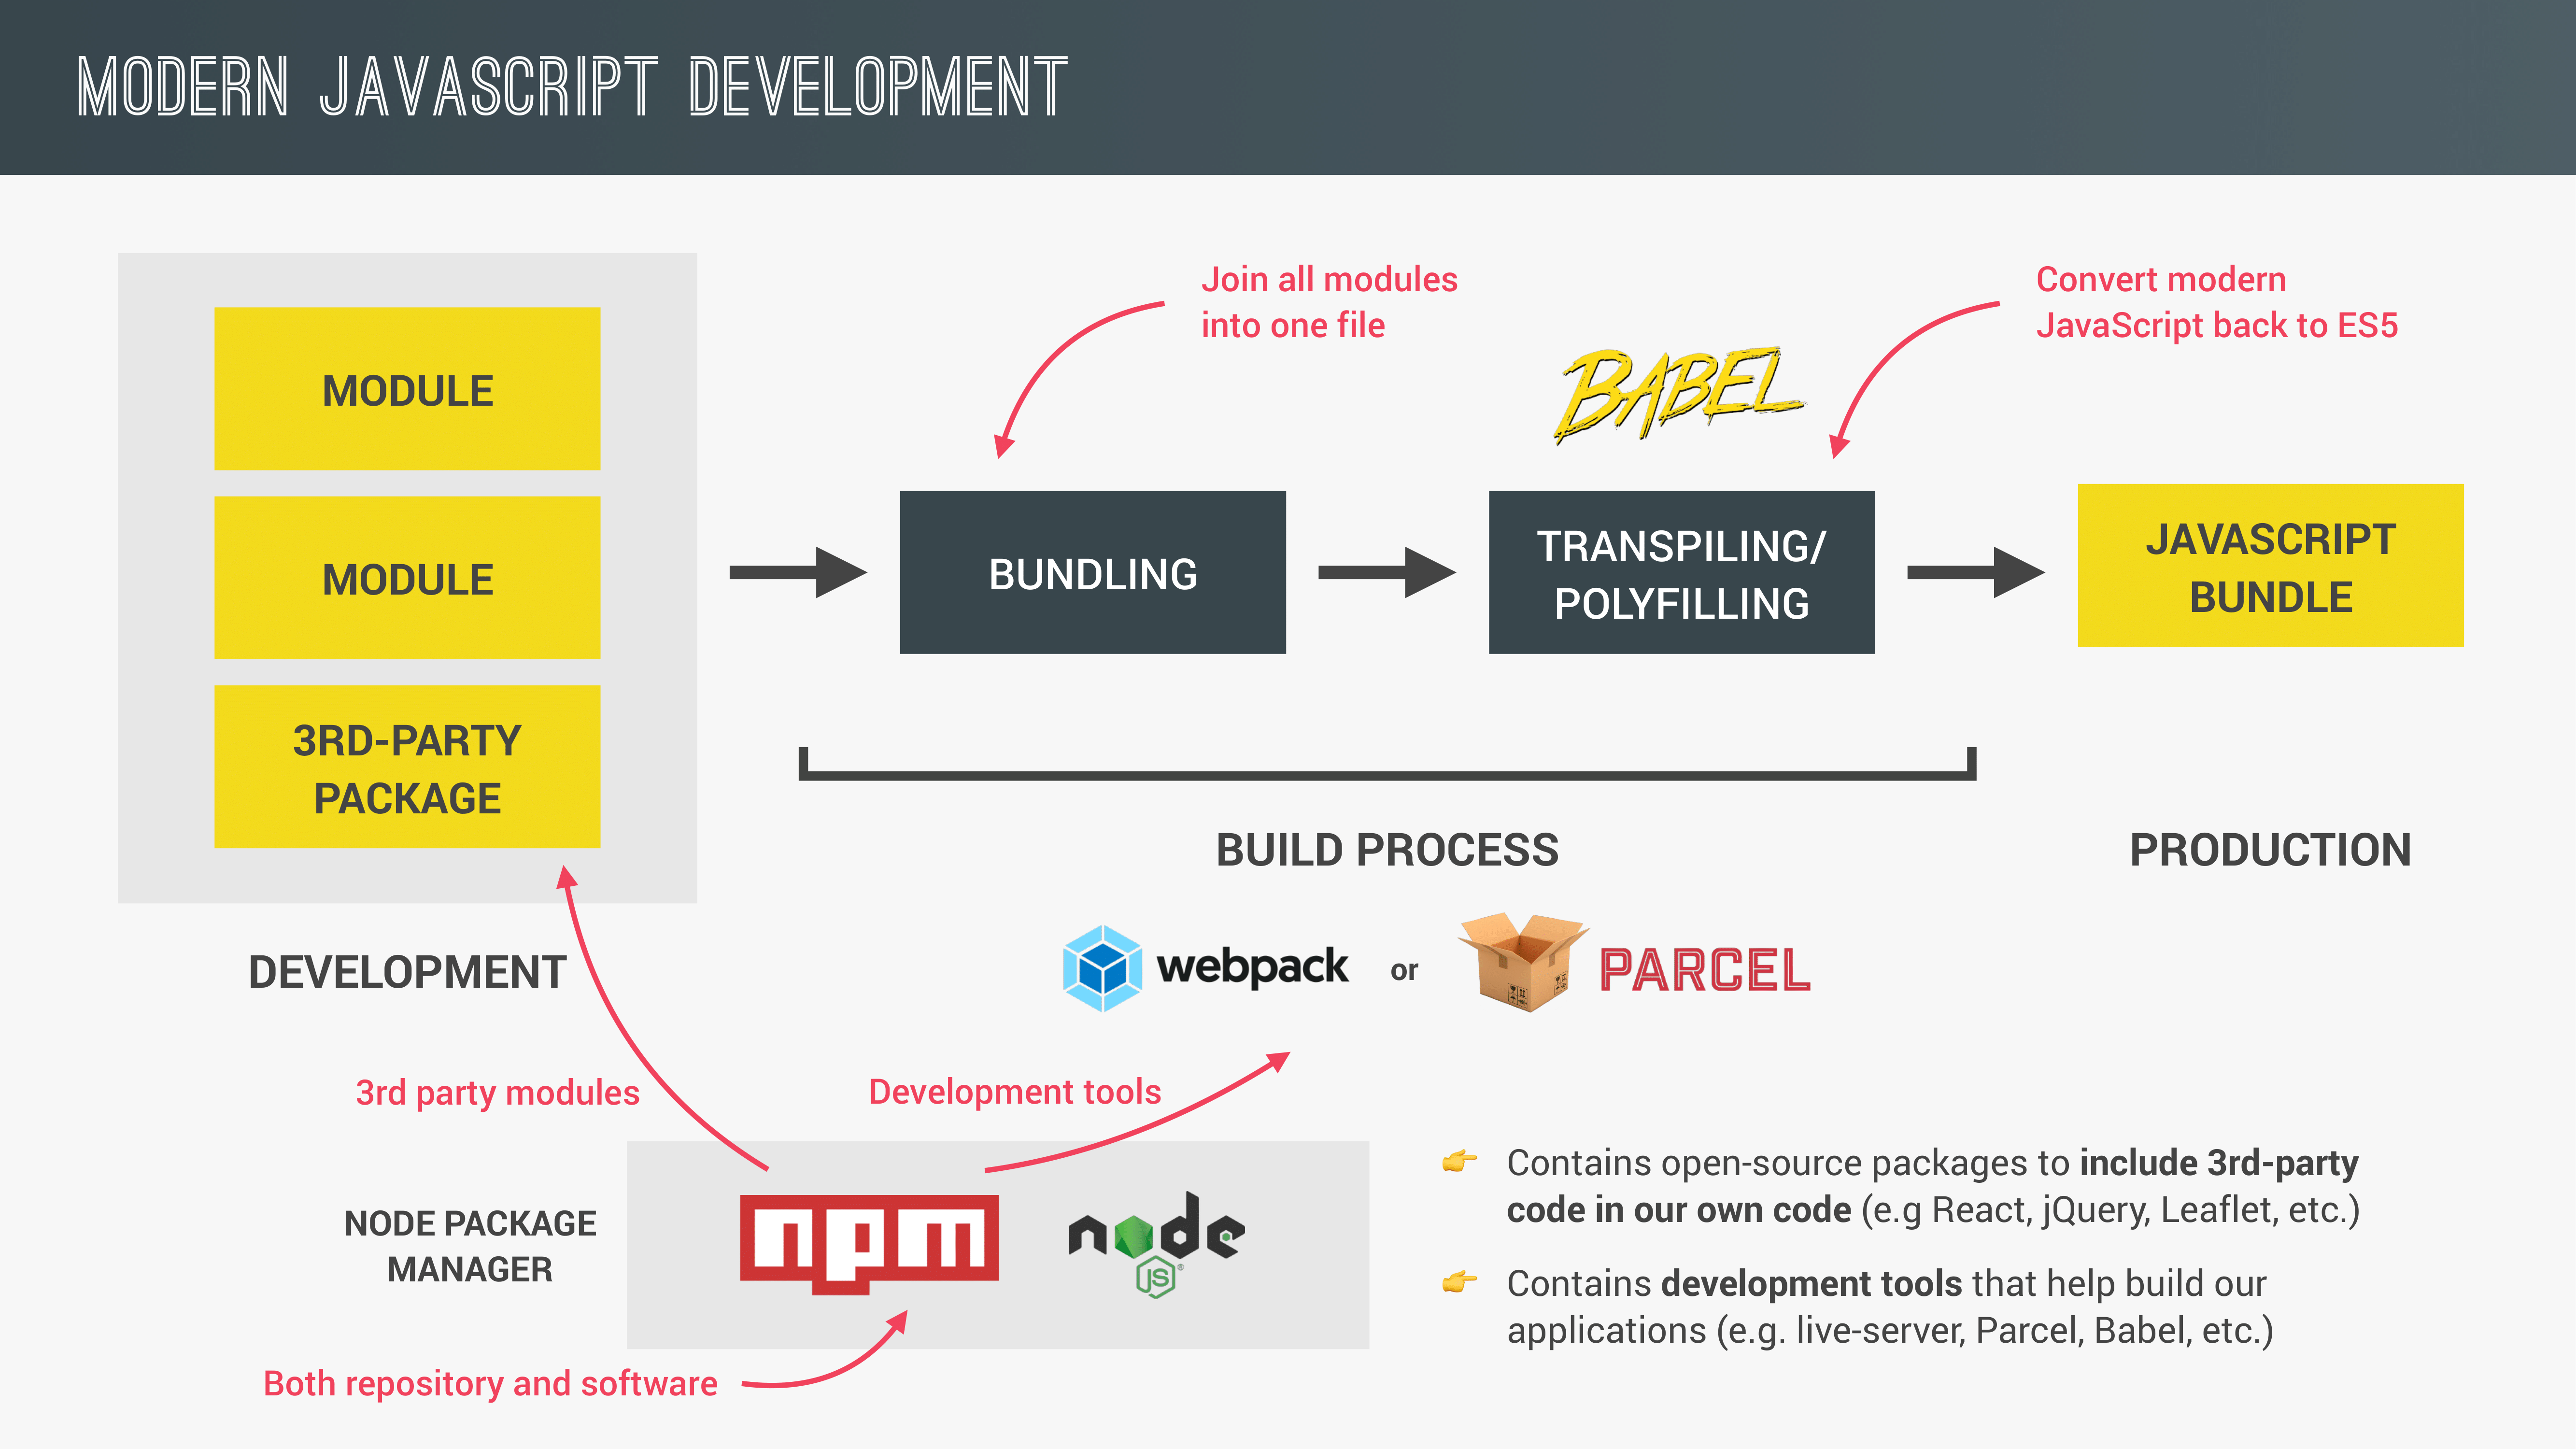 MODERN JAVASCRIPT DEVELOPMENT
Join all modules
into one file
Convert modern
JavaScript back to ES5
BABEL
MODULE
MODULE
3RD-PARTY
PACKAGE
BUNDLING
TRANSPILING/
POLYFILLING
JAVASCRIPT
BUNDLE
DEVELOPMENT
BUILD PROCESS
PRODUCTION
webpack or PARCEL
3rd party modules
Development tools
NODE PACKAGE
MANAGER
npm
node
JS®
Both repository and software
👉 Contains open-source packages to include 3rd-party
code in our own code (e.g React, jQuery, Leaflet, etc.)
👉 Contains development tools that help build our
applications (e.g. live-server, Parcel, Babel, etc.)